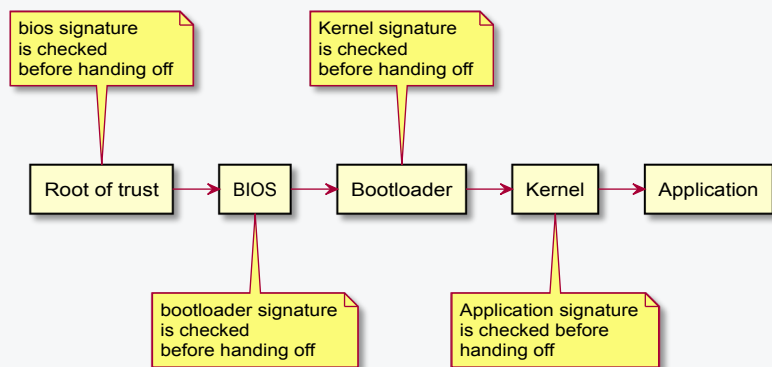 bios signature
is checked
before handing off
Kernel signature
is checked
before handing off
Root of trust
BIOS
Bootloader
Kernel
Application
bootloader signature
is checked
before handing off
Application signature
is checked before
handing off